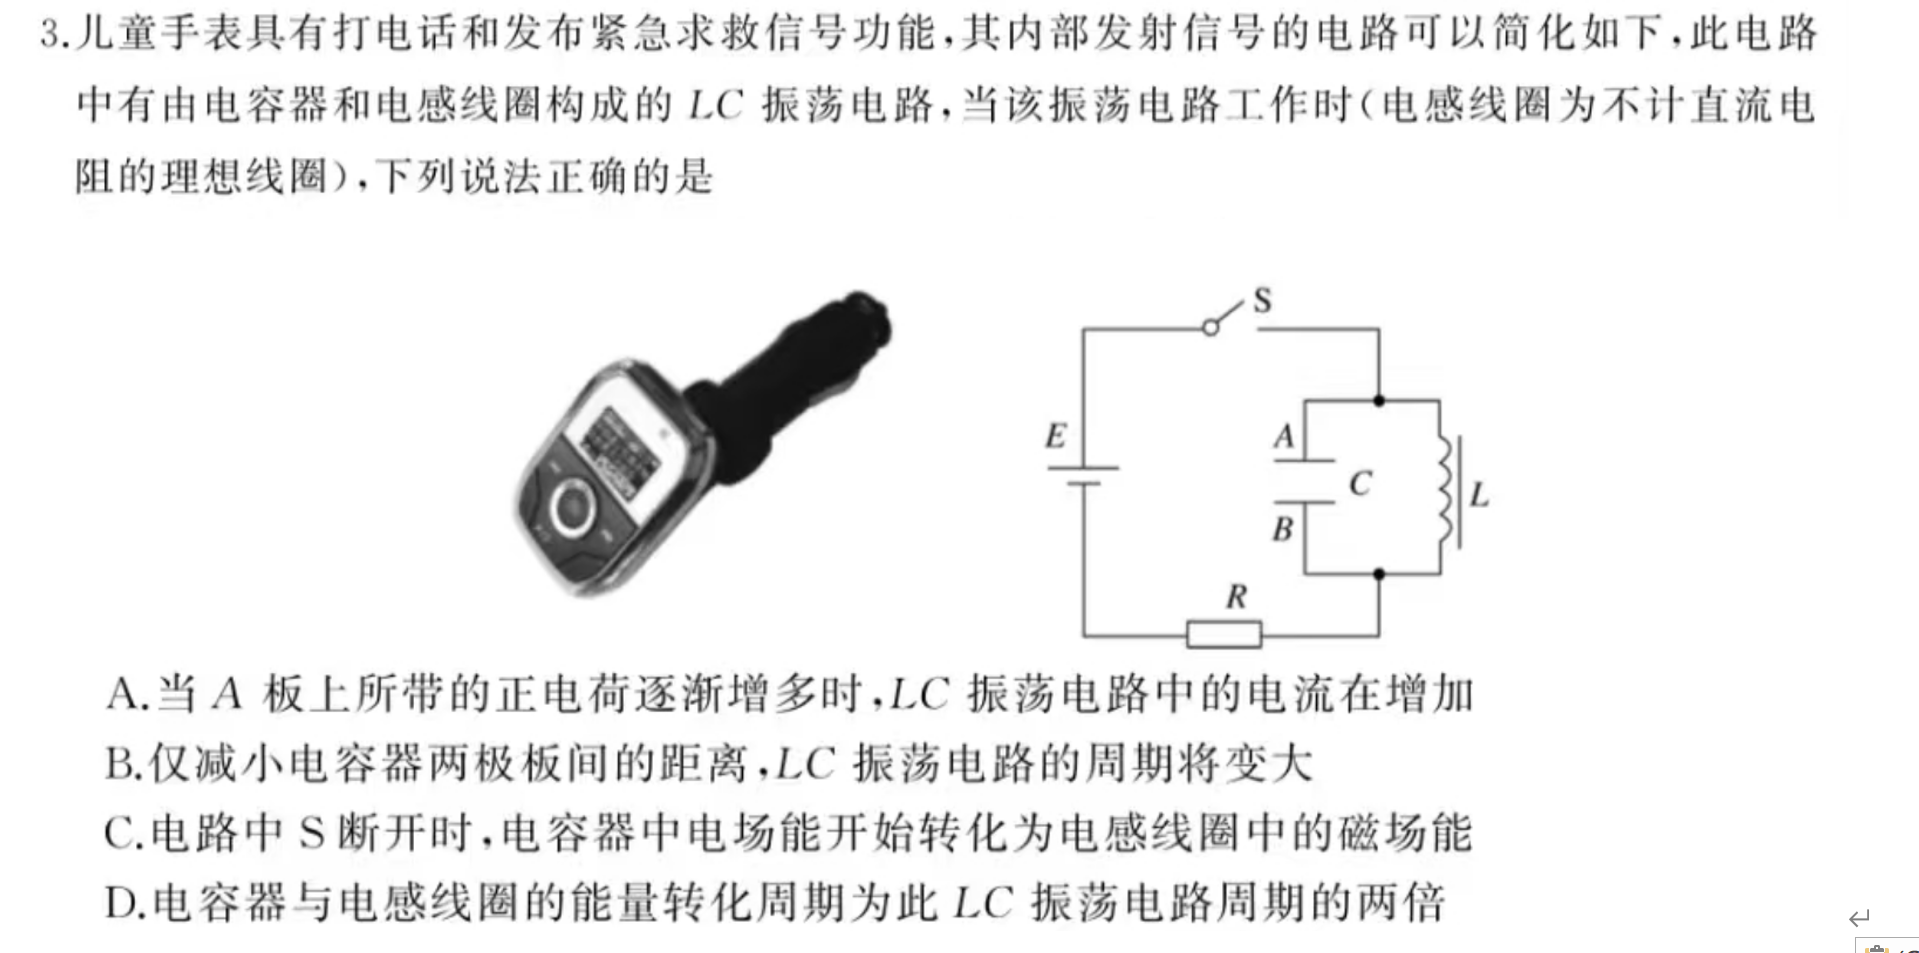 3.儿童手表具有打电话和发布紧急求救信号功能,其内部发射信号的电路可以简化如下,此电路
中有由电容器和电感线圈构成的 LC 振荡电路,当该振荡电路工作时(电感线圈为不计直流电
阻的理想线圈),下列说法正确的是
S
E
A
C
L
B
R
A.当 A 板上所带的正电荷逐渐增多时,LC 振荡电路中的电流在增加
B.仅减小电容器两极板间的距离,LC 振荡电路的周期将变大
C.电路中 S 断开时,电容器中电场能开始转化为电感线圈中的磁场能
D.电容器与电感线圈的能量转化周期为此 LC 振荡电路周期的两倍